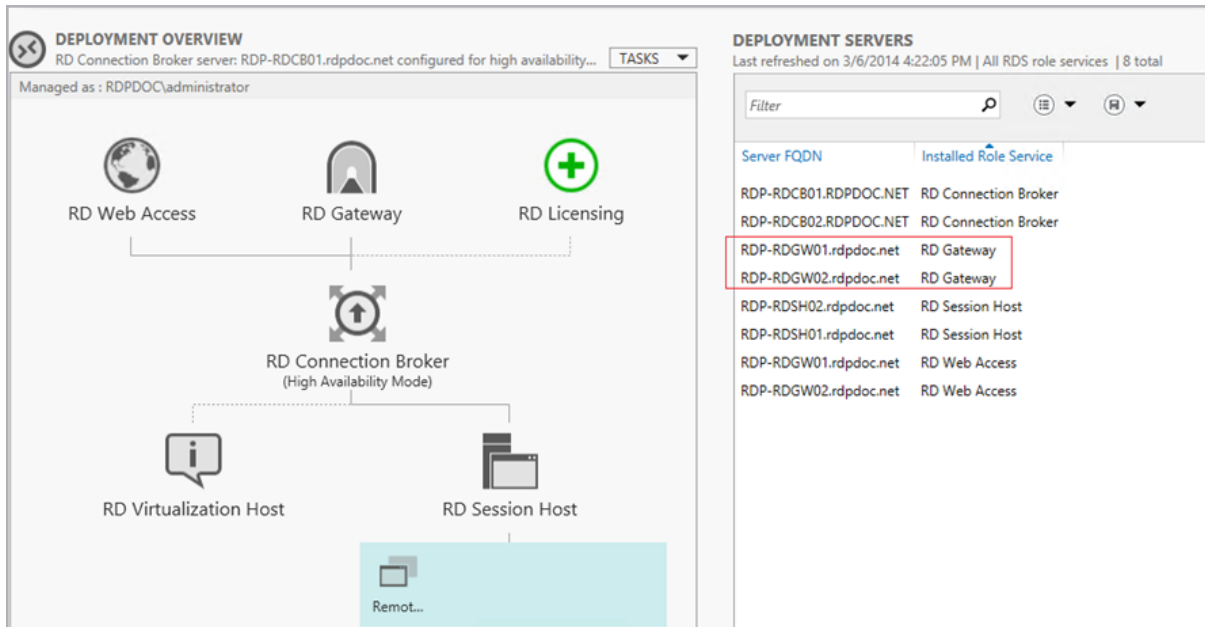 DEPLOYMENT OVERVIEW
RD Connection Broker server: RDP-RDCB01.rdpdoc.net configured for high availability...
TASKS
Managed as : RDPDOC\administrator
RD Web Access
RD Gateway
RD Licensing
RD Connection Broker
(High Availability Mode)
RD Virtualization Host
RD Session Host
Remot...
DEPLOYMENT SERVERS
Last refreshed on 3/6/2014 4:22:05 PM | All RDS role services | 8 total
Filter
Server FQDN Installed Role Service
RDP-RDCB01.RDPDOC.NET RD Connection Broker
RDP-RDCB02.RDPDOC.NET RD Connection Broker
RDP-RDGW01.rdpdoc.net RD Gateway
RDP-RDGW02.rdpdoc.net RD Gateway
RDP-RDSH02.rdpdoc.net RD Session Host
RDP-RDSH01.rdpdoc.net RD Session Host
RDP-RDGW01.rdpdoc.net RD Web Access
RDP-RDGW02.rdpdoc.net RD Web Access